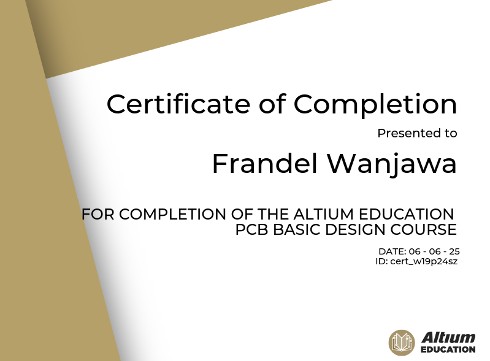 Certificate of Completion
Presented to
Frandel Wanjawa
FOR COMPLETION OF THE ALTIUM EDUCATION
PCB BASIC DESIGN COURSE
DATE: 06 - 06 - 25
ID: cert_w19p24sz
Altium
EDUCATION